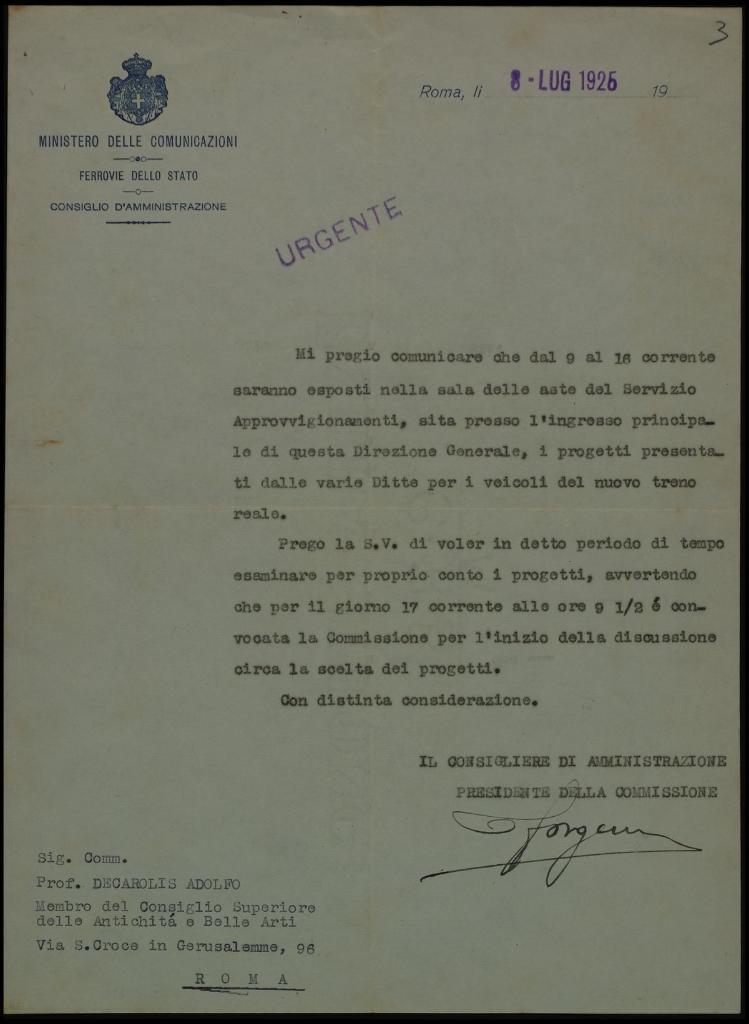 3
Roma, li 8 - LUG 1925 19
MINISTERO DELLE COMUNICAZIONI
FERROVIE DELLO STATO
CONSIGLIO D'AMMINISTRAZIONE
URGENTE
Mi pregio comunicare che dal 9 al 16 corrente
saranno esposti nella sala delle aste del Servizio
Approvvigionamenti, sita presso l'ingresso principa-
le di questa Direzione Generale, i progetti presenta-
ti dalle varie Ditte per i veicoli del nuovo treno
reale.
Prego la S.V. di voler in detto periodo di tempo
esaminare per proprio conto i progetti, avvertendo
che per il giorno 17 corrente alle ore 9 1/2 é con-
vocata la Commissione per l'inizio della discussione
circa la scelta dei progetti.
Con distinta considerazione.
IL CONSIGLIERE DI AMMINISTRAZIONE
PRESIDENTE DELLA COMMISSIONE
Sig. Comm.
Prof. DECAROLIS ADOLFO
Membro del Consiglio Superiore
delle Antichitá e Belle Arti
Via S.Croce in Gerusalemme, 96
R O M A